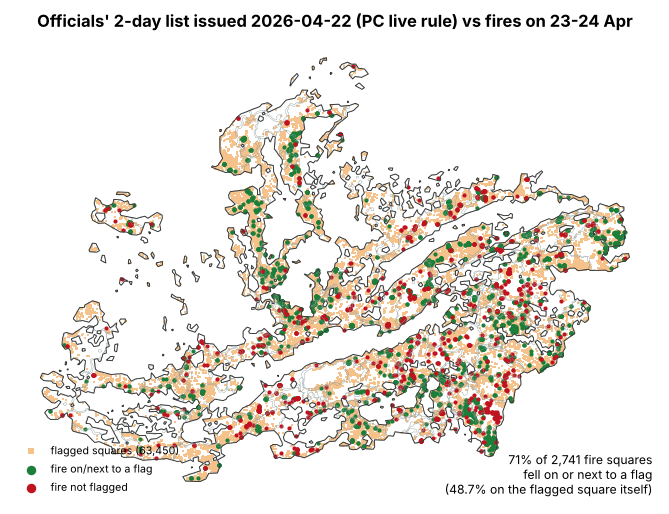 Officials' 2-day list issued 2026-04-22 (PC live rule) vs fires on 23-24 Apr
flagged squares (63,450)
fire on/next to a flag
fire not flagged
71% of 2,741 fire squares
fell on or next to a flag
(48.7% on the flagged square itself)